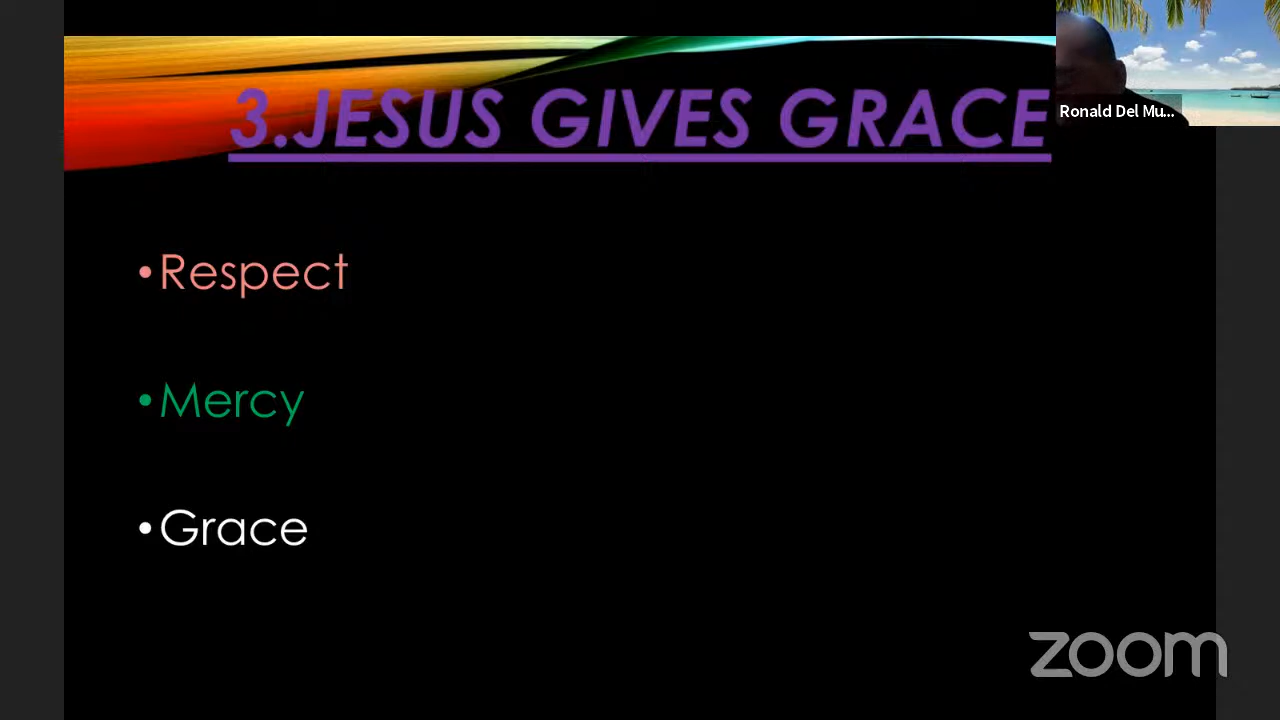 3.JESUS GIVES GRACE
Ronald Del Mu...
•Respect
•Mercy
•Grace
zoom